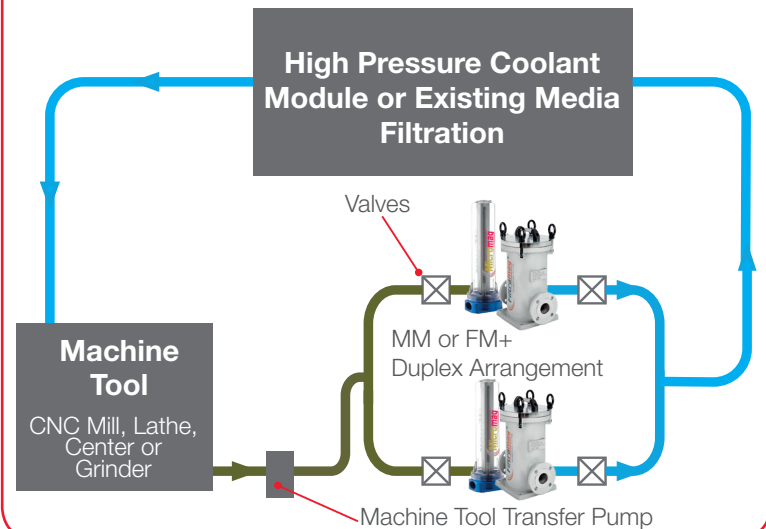 High Pressure Coolant
Module or Existing Media
Filtration
Valves
MM or FM+
Duplex Arrangement
Machine
Tool
CNC Mill, Lathe,
Center or
Grinder
Machine Tool Transfer Pump